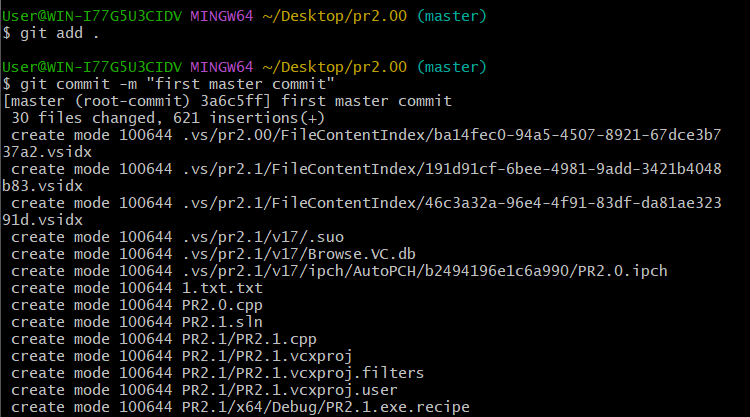 User@WIN-I77G5U3CIDV MINGW64 ~/Desktop/pr2.00 (master)
$ git add .
User@WIN-I77G5U3CIDV MINGW64 ~/Desktop/pr2.00 (master)
$ git commit -m "first master commit"
[master (root-commit) 3a6c5ff] first master commit
 30 files changed, 621 insertions(+)
 create mode 100644 .vs/pr2.00/FileContentIndex/ba14fec0-94a5-4507-8921-67dce3b7
37a2.vsidx
 create mode 100644 .vs/pr2.1/FileContentIndex/191d91cf-6bee-4981-9add-3421b4048
b83.vsidx
 create mode 100644 .vs/pr2.1/FileContentIndex/46c3a32a-96e4-4f91-83df-da81ae323
91d.vsidx
 create mode 100644 .vs/pr2.1/v17/.suo
 create mode 100644 .vs/pr2.1/v17/Browse.VC.db
 create mode 100644 .vs/pr2.1/v17/ipch/AutoPCH/b2494196e1c6a990/PR2.0.ipch
 create mode 100644 1.txt.txt
 create mode 100644 PR2.0.cpp
 create mode 100644 PR2.1.sln
 create mode 100644 PR2.1/PR2.1.cpp
 create mode 100644 PR2.1/PR2.1.vcxproj
 create mode 100644 PR2.1/PR2.1.vcxproj.filters
 create mode 100644 PR2.1/PR2.1.vcxproj.user
 create mode 100644 PR2.1/x64/Debug/PR2.1.exe.recipe